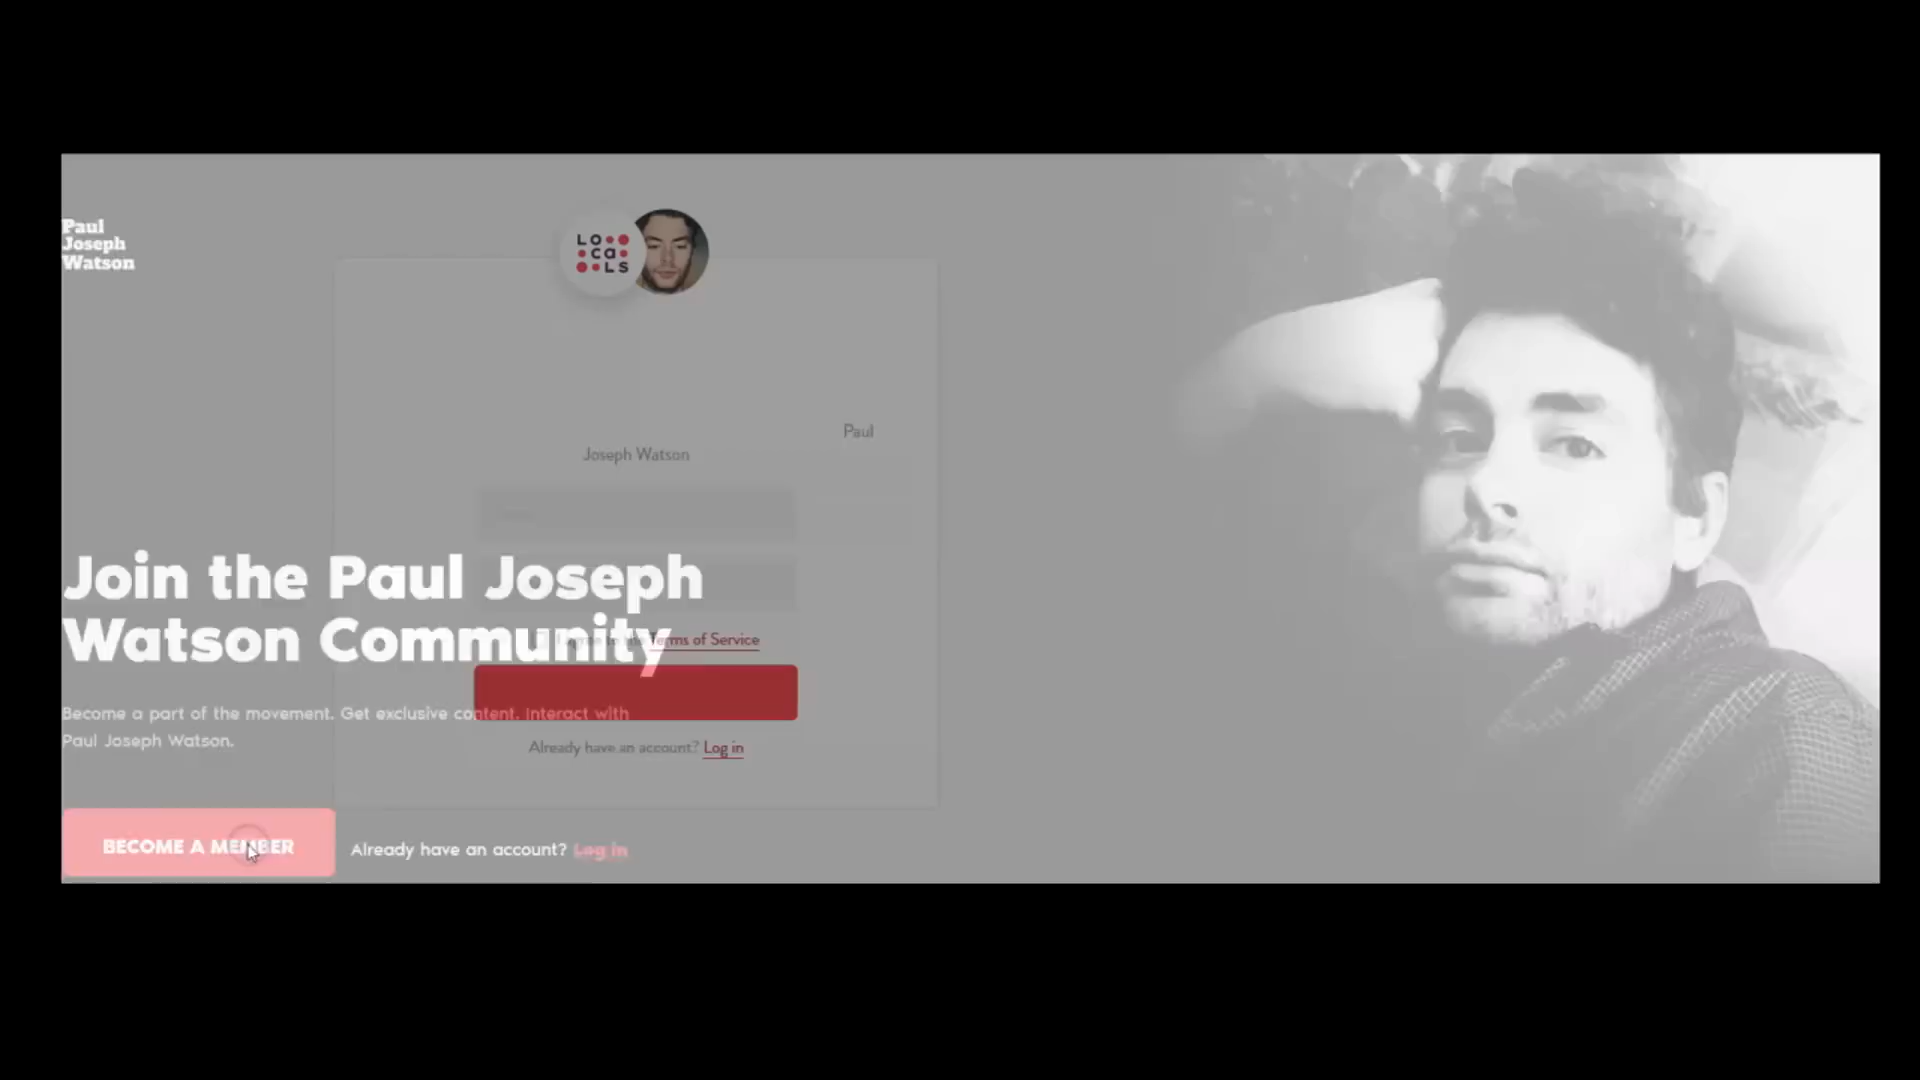 Paul
Joseph
Watson
LO
ca
LS
Paul
Joseph Watson
Join the Paul Joseph
Watson Community
Terms of Service
Become a part of the movement. Get exclusive content. Interact with
Paul Joseph Watson.
Already have an account? Log in
BECOME A MEMBER
Already have an account? Log in